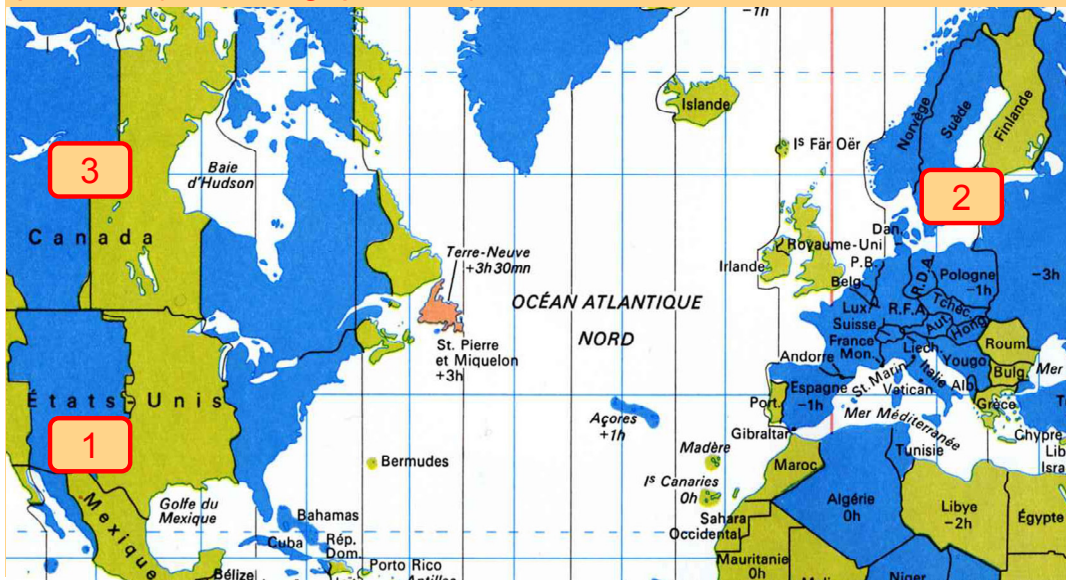 -1h
Islande
Norvège
Suède
Finlande
Is Fär Oër
3
Baie
d'Hudson
2
Canada
Terre-Neuve
+3h30mn
Dan.
Royaume-Uni
P.B.
Irlande
Belg.
R.D.A.
Pologne
-1h
-3h
OCÉAN ATLANTIQUE
NORD
Lux.
R.F.A.
Tchéc.
Suisse
Aut.
Hong.
St. Pierre
et Miquelon
+3h
France
Mon.
Liech.
Yougo
Roum.
Andorre
St. Marin
Italie
Bulg.
Mer
États-Unis
Açores
+1h
Port.
Espagne
-1h
Vatican
Alb.
Grèce
1
Gibraltar
Mer Méditerranée
Chypre
Bermudes
Madère
Maroc
Tunisie
Is Canaries
0h
Mexique
Golfe du
Mexique
Algérie
0h
Libye
-2h
Égypte
Bahamas
Cuba
Rép.
Dom.
Sahara
Occidental
Mauritanie
0h
Porto Rico
Bélize
Niger